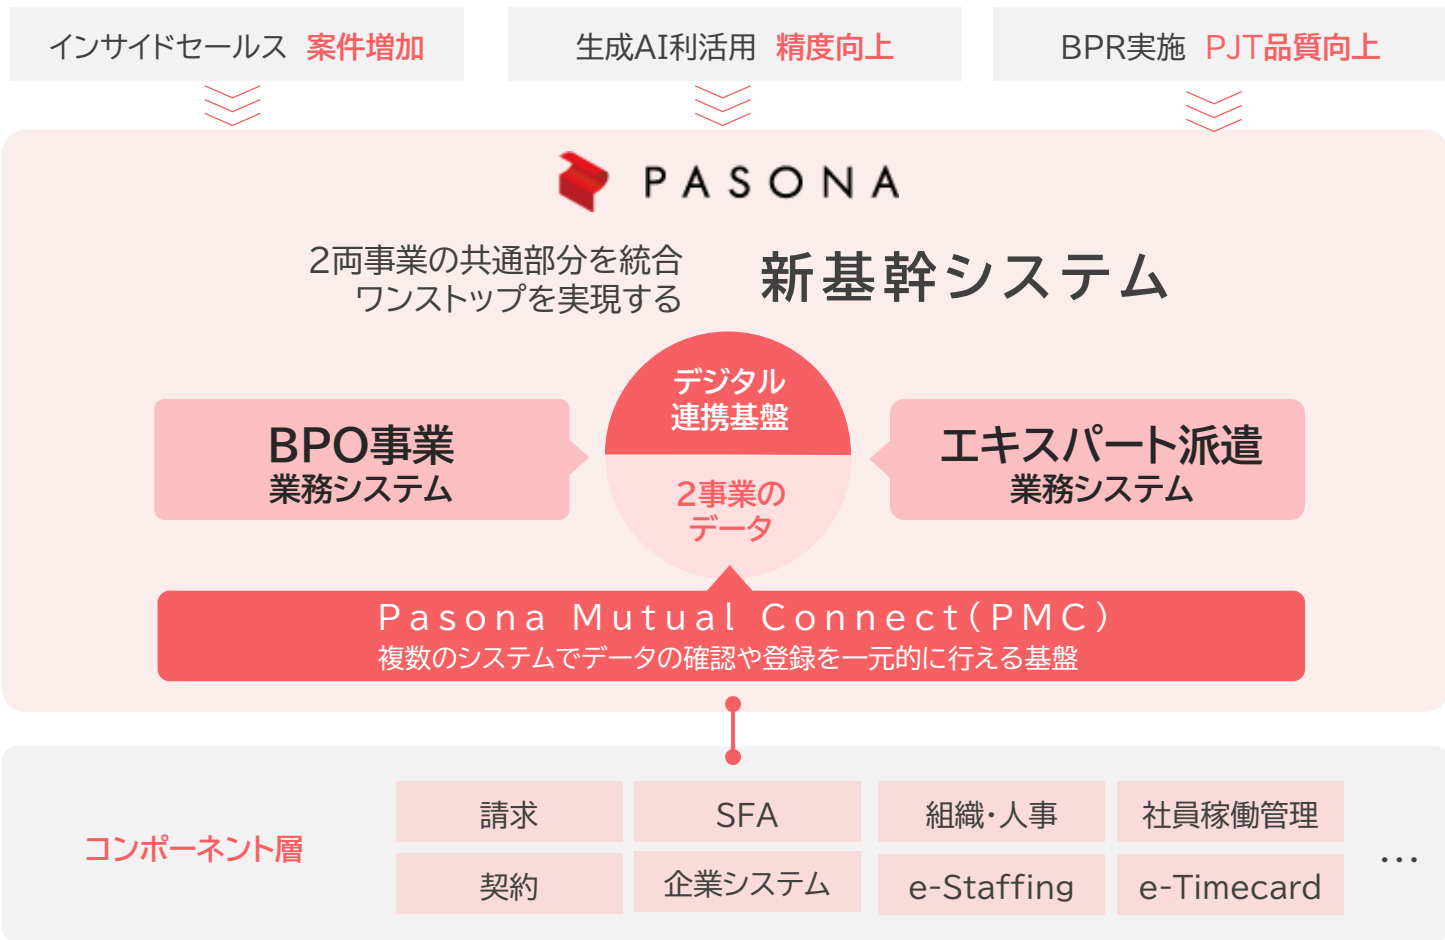 インサイドセールス 案件増加
生成AI利活用 精度向上
BPR実施 PJT品質向上
PASONA
2両事業の共通部分を統合
ワンストップを実現する
新基幹システム
デジタル
連携基盤
BPO事業
業務システム
2事業の
データ
エキスパート派遣
業務システム
Pasona Mutual Connect(PMC)
複数のシステムでデータの確認や登録を一元的に行える基盤
コンポーネント層
請求
SFA
組織・人事
社員稼働管理
契約
企業システム
e-Staffing
e-Timecard
…